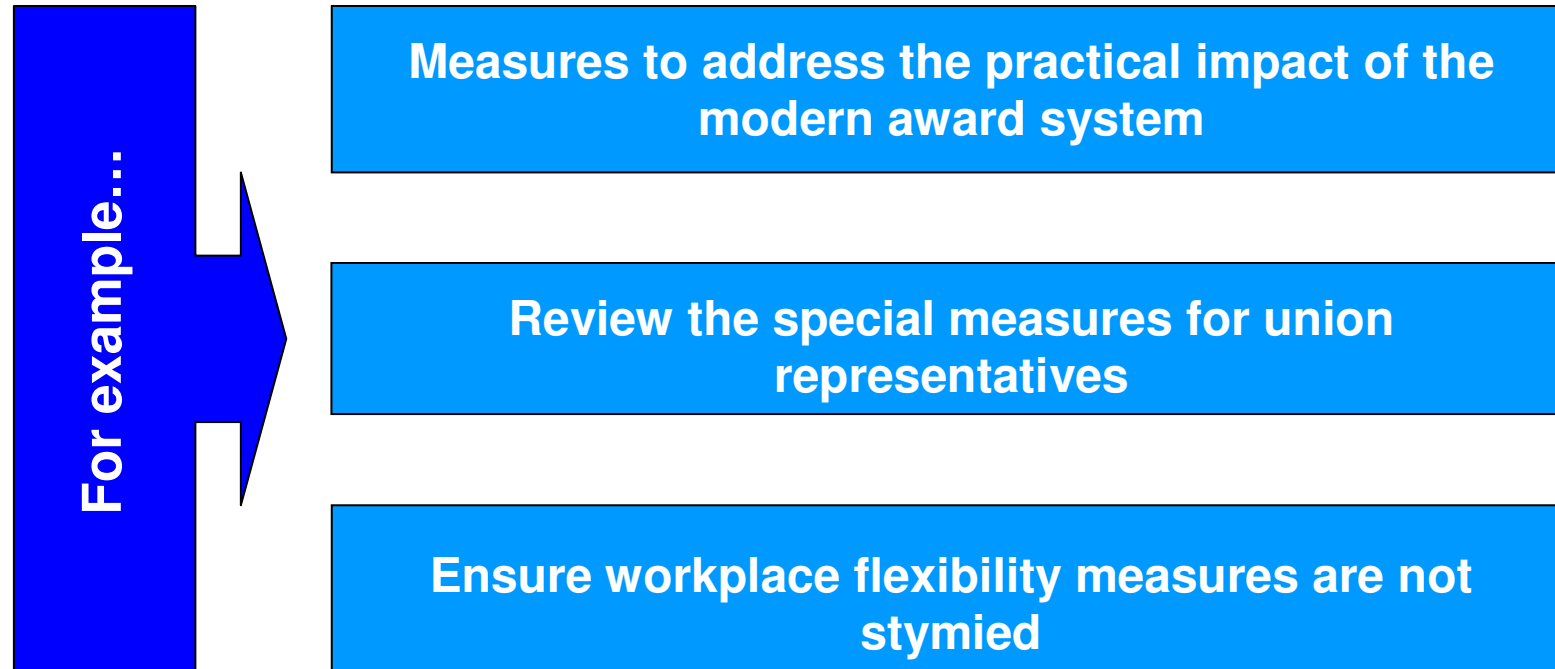 For example…
Measures to address the practical impact of the
modern award system
Review the special measures for union
representatives
Ensure workplace flexibility measures are not
stymied